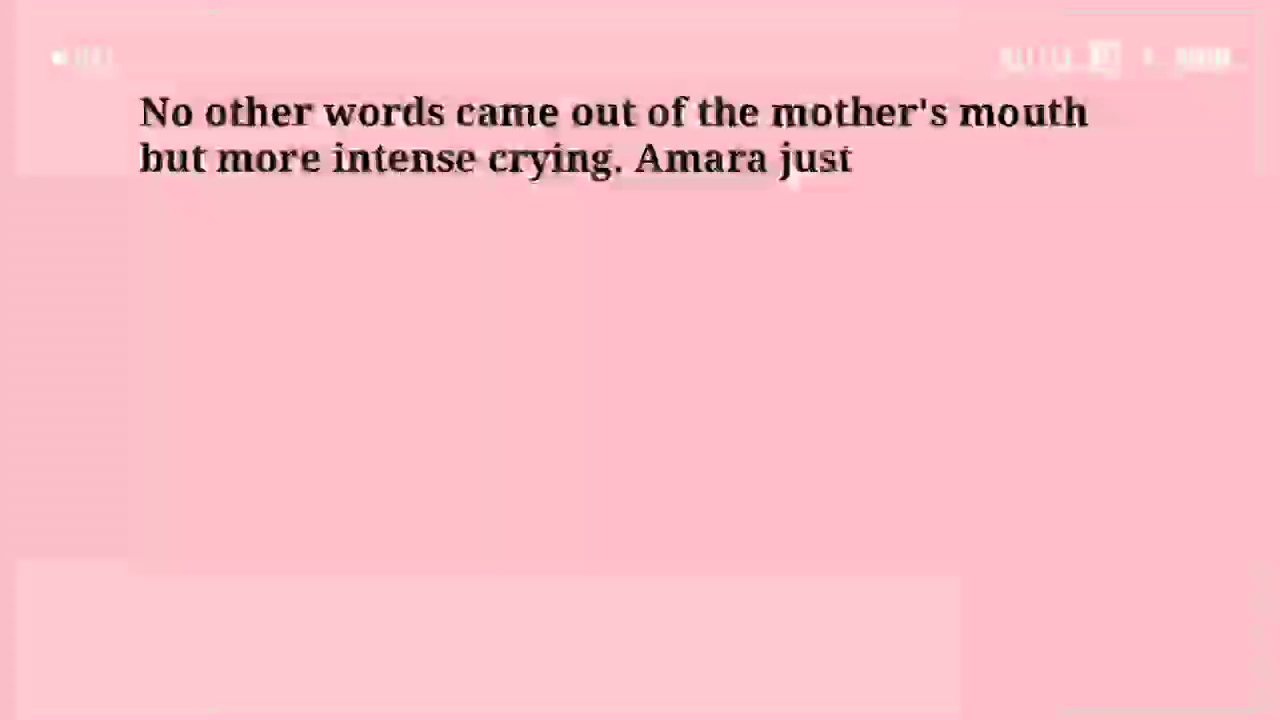 No other words came out of the mother's mouth
but more intense crying. Amara just